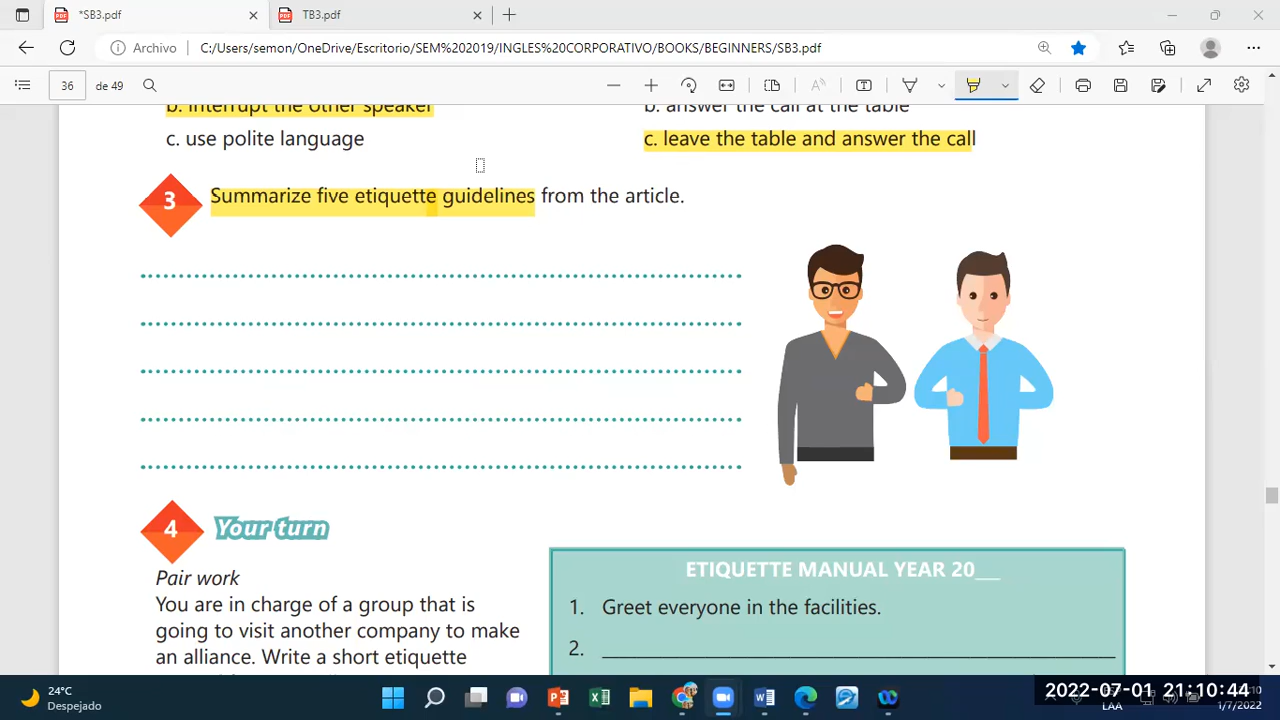 *SB3.pdf
TB3.pdf
Archivo
C:/Users/semon/OneDrive/Escritorio/SEM%202019/INGLES%20CORPORATIVO/BOOKS/BEGINNERS/SB3.pdf
36
de 49
b. interrupt the other speaker
b. answer the call at the table
c. use polite language
c. leave the table and answer the call
3
Summarize five etiquette guidelines from the article.
4
Your turn
Pair work
You are in charge of a group that is
going to visit another company to make
an alliance. Write a short etiquette
ETIQUETTE MANUAL YEAR 20___
1. Greet everyone in the facilities.
2. ____
24°C
Despejado
2022-07-01 21:10:44
LAA
1/7/2022